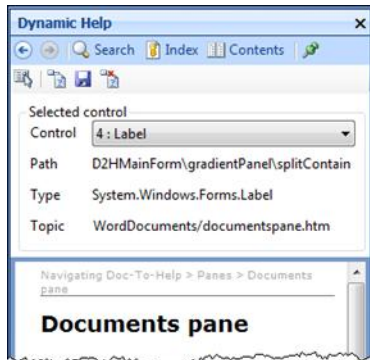 Dynamic Help
Search Index Contents
Selected control
Control 4 : Label
Path D2HMainForm\gradientPanel\splitContain
Type System.Windows.Forms.Label
Topic WordDocuments/documentspane.htm
Navigating Doc-To-Help > Panes > Documents
pane
Documents pane